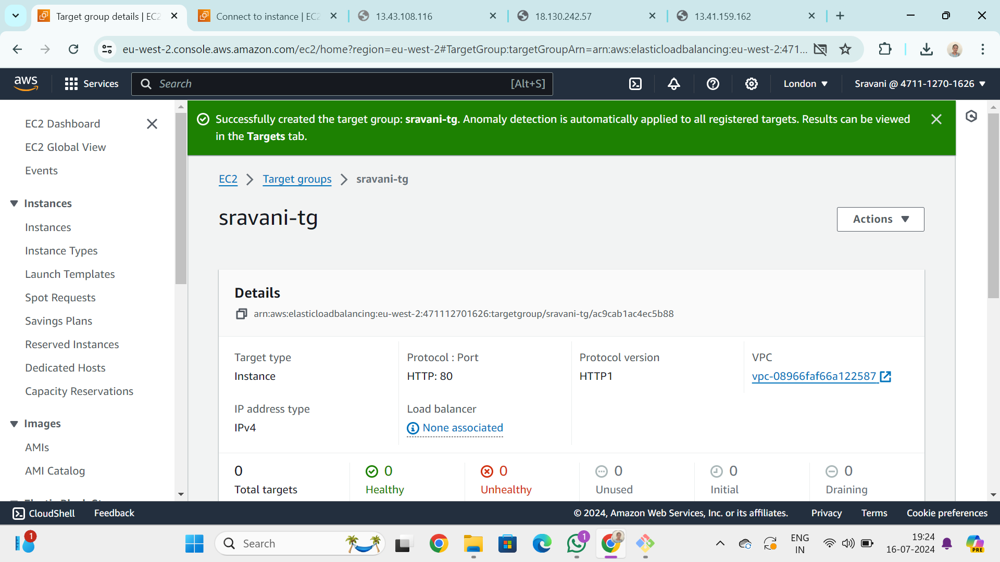 Target group details | EC2
Connect to instance | EC2
13.43.108.116
18.130.242.57
13.41.159.162
eu-west-2.console.aws.amazon.com/ec2/home?region=eu-west-2#TargetGroup:targetGroupArn=arn:aws:elasticloadbalancing:eu-west-2:471...
aws
Services
Search
[Alt+S]
London
Sravani @ 4711-1270-1626
EC2 Dashboard
EC2 Global View
Events
Instances
Instances
Instance Types
Launch Templates
Spot Requests
Savings Plans
Reserved Instances
Dedicated Hosts
Capacity Reservations
Images
AMIs
AMI Catalog
Successfully created the target group: sravani-tg. Anomaly detection is automatically applied to all registered targets. Results can be viewed
in the Targets tab.
EC2 > Target groups > sravani-tg
sravani-tg
Actions
Details
arn:aws:elasticloadbalancing:eu-west-2:471112701626:targetgroup/sravani-tg/ac9cab1ac4ec5b88
Target type
Instance
Protocol : Port
HTTP: 80
Protocol version
HTTP1
VPC
vpc-08966faf66a122587
IP address type
IPv4
Load balancer
None associated
0
Total targets
0
Healthy
0
Unhealthy
0
Unused
0
Initial
0
Draining
CloudShell
Feedback
© 2024, Amazon Web Services, Inc. or its affiliates.
Privacy
Terms
Cookie preferences
1
Search
1
ENG
IN
19:24
16-07-2024
PRE